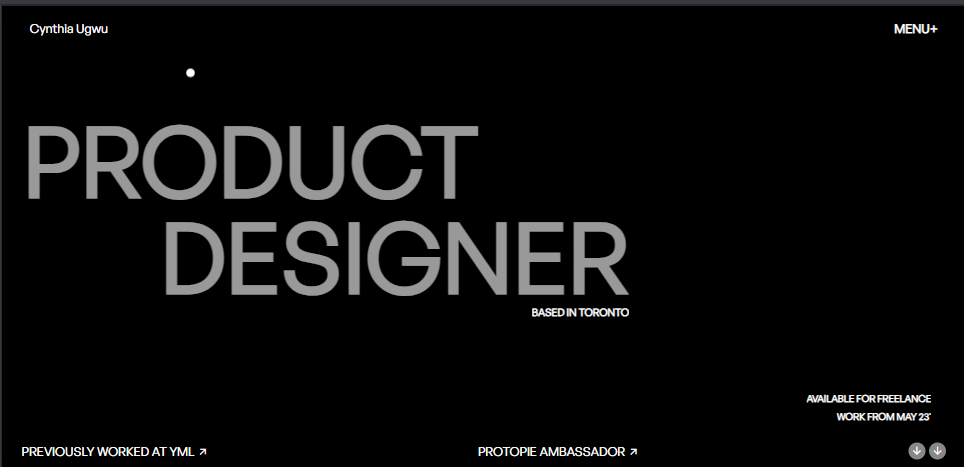 Cynthia Ugwu
MENU+
PRODUCT
DESIGNER
BASED IN TORONTO
AVAILABLE FOR FREELANCE
WORK FROM MAY 23'
PREVIOUSLY WORKED AT YML ↗
PROTOPIE AMBASSADOR ↗